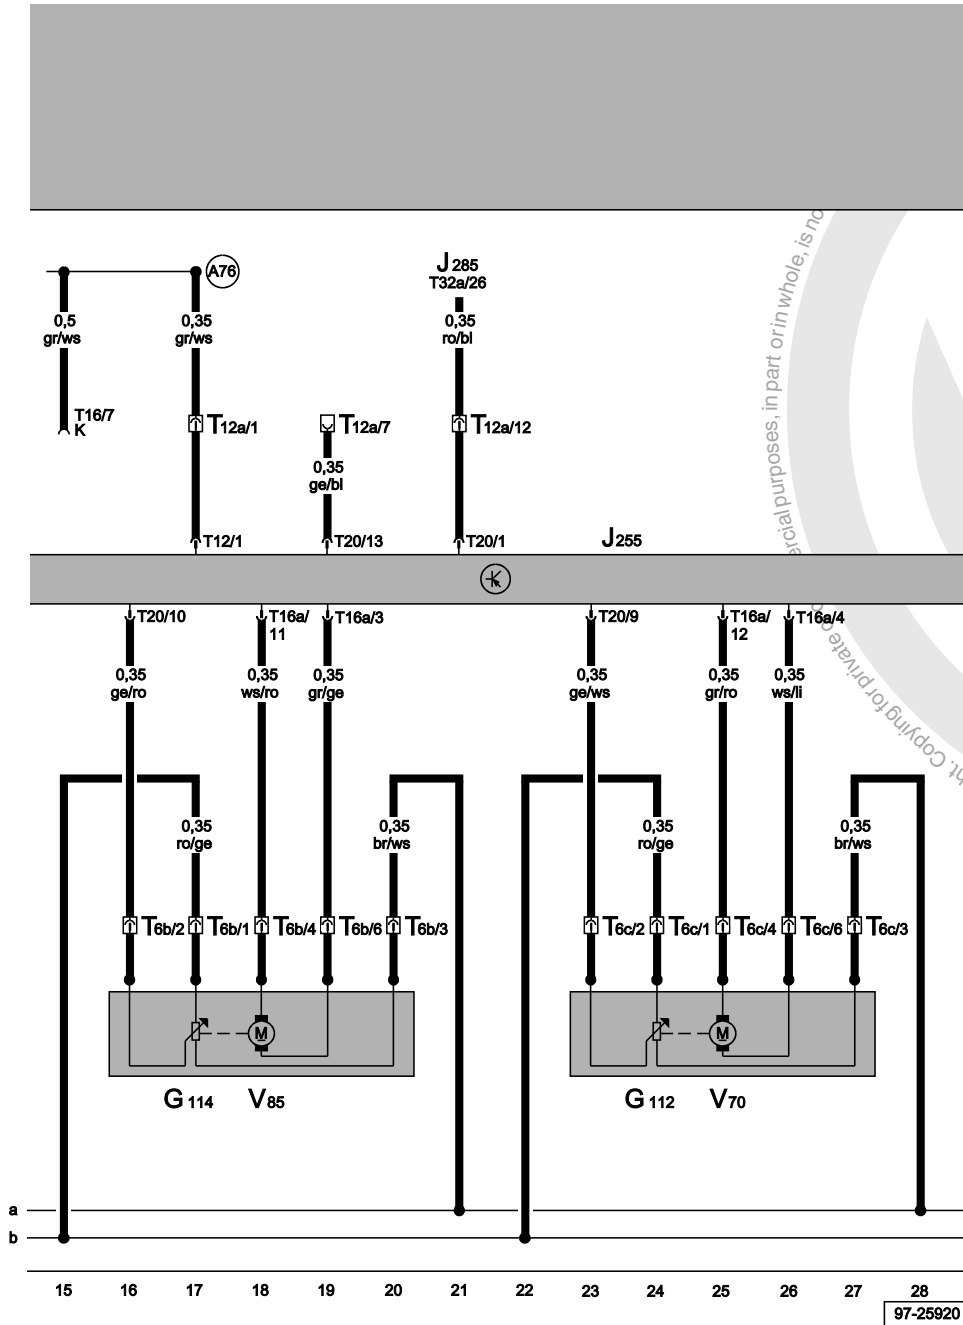 A76
J 285
T32a/26
0,5
gr/ws
0,35
gr/ws
0,35
ro/bl
T16/7
K
T12a/1
T12a/7
T12a/12
0,35
ge/bl
T12/1
T20/13
T20/1
J255
T20/10
T16a/
11
T16a/3
T20/9
T16a/
12
T16a/4
0,35
ge/ro
0,35
ws/ro
0,35
gr/ge
0,35
ge/ws
0,35
gr/ro
0,35
ws/li
0,35
ro/ge
0,35
br/ws
0,35
ro/ge
0,35
br/ws
T6b/2
T6b/1
T6b/4
T6b/6
T6b/3
T6c/2
T6c/1
T6c/4
T6c/6
T6c/3
M
M
G 114
V85
G 112
V70
a
b
15 16 17 18 19 20 21 22 23 24 25 26 27 28
97-25920
ercial purposes, in part or in whole, is no
ht. Copying for private o